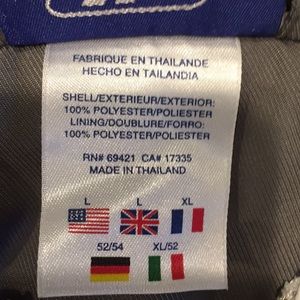 FABRIQUE EN THAILANDE
HECHO EN TAILANDIA
SHELL/EXTERIEUR/EXTERIOR:
100% POLYESTER/POLIESTER
LINING/DOUBLURE/FORRO:
100% POLYESTER/POLIESTER
RN# 69421 CA# 17335
MADE IN THAILAND
L L XL
52/54 XL/52